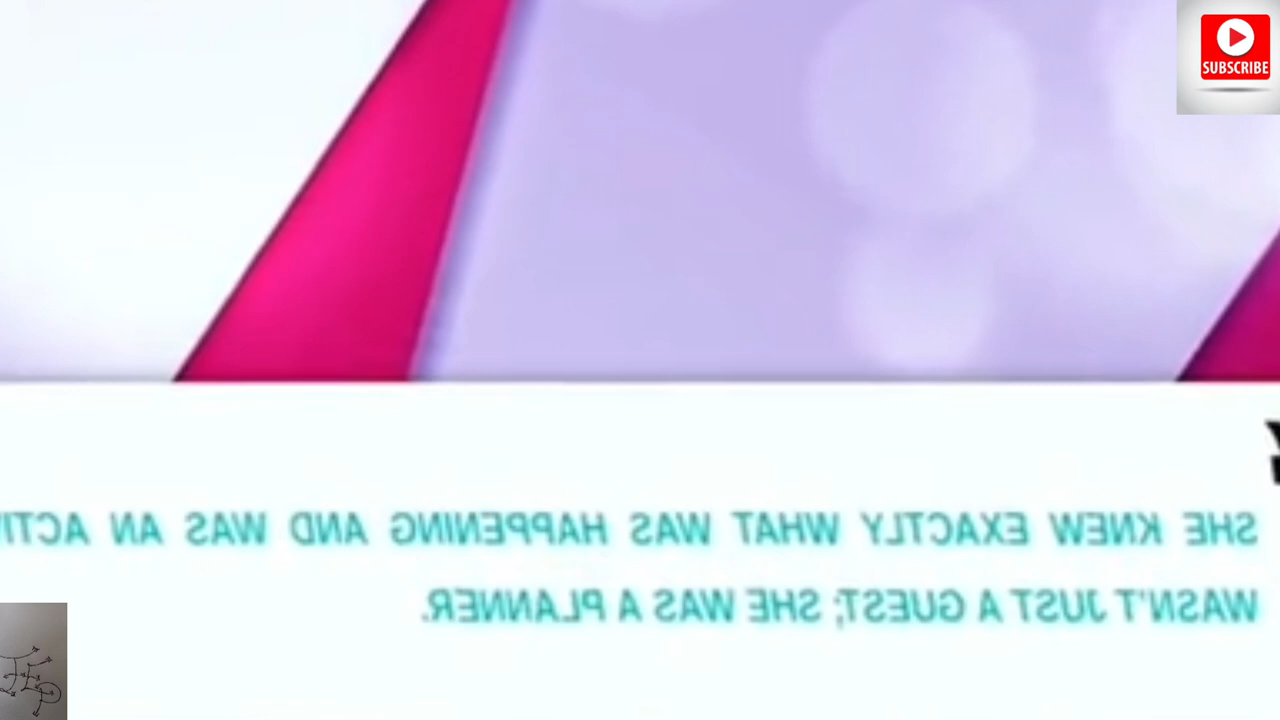 SUBSCRIBE
SHE KNEW EXACTLY WHAT WAS HAPPENING AND WAS AN
WASN'T JUST A GUEST; SHE WAS A PLANNER.